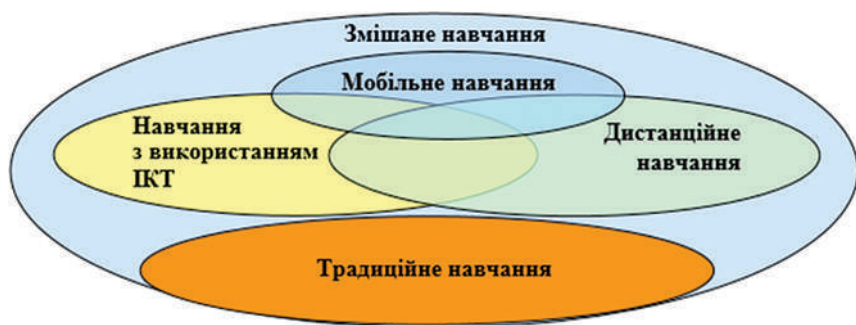 Змішане навчання
Мобільне навчання
Навчання
з використанням
ІКТ
Дистанційне
навчання
Традиційне навчання